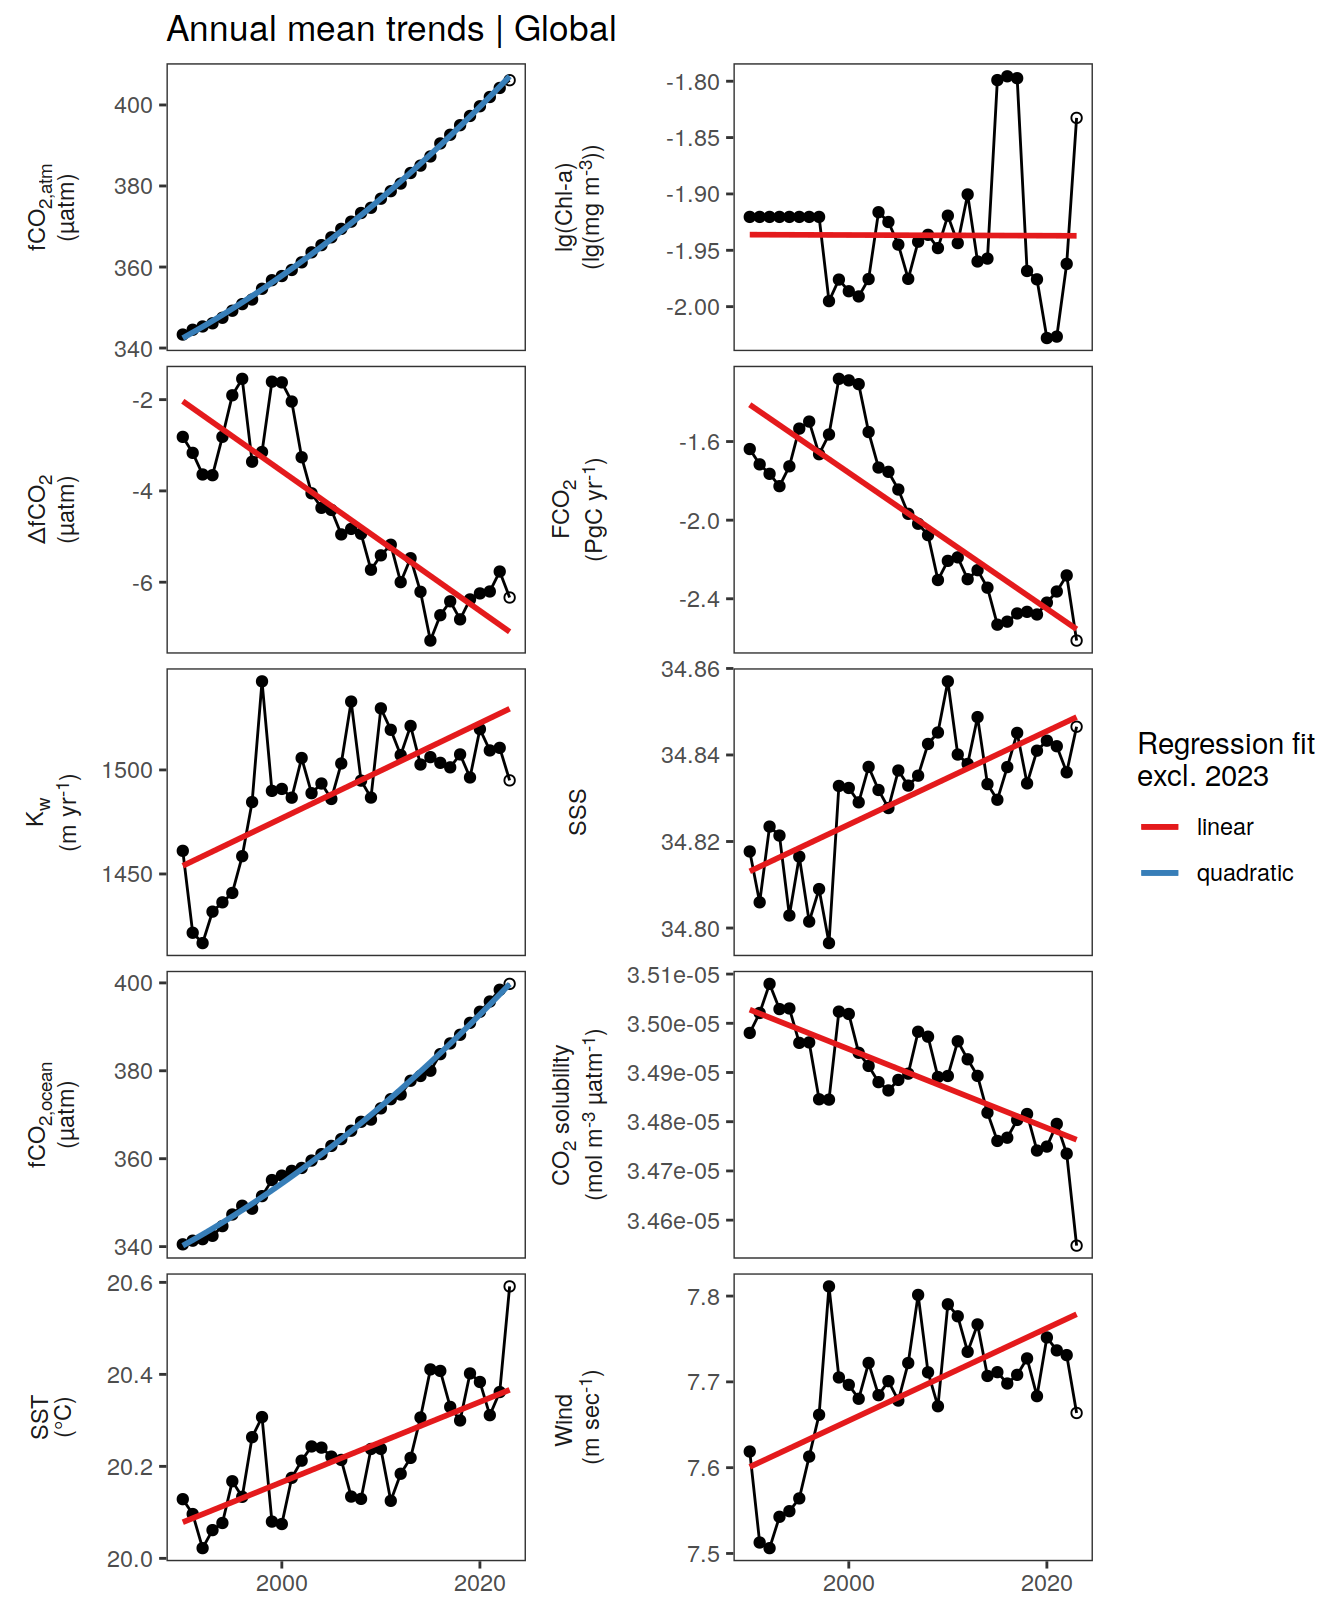 Annual mean trends | Global
fCO2,atm
(µatm)
400
380
360
340
lg(Chl-a)
(lg(mg m-3))
-1.80
-1.85
-1.90
-1.95
-2.00
ΔfCO2
(µatm)
-2
-4
-6
FCO2
(PgC yr-1)
-1.6
-2.0
-2.4
Kw
(m yr-1)
1500
1450
SSS
34.86
34.84
34.82
34.80
fCO2,ocean
(µatm)
400
380
360
340
CO2 solubility
(mol m-3 µatm-1)
3.51e-05
3.50e-05
3.49e-05
3.48e-05
3.47e-05
3.46e-05
SST
(°C)
20.6
20.4
20.2
20.0
2000
2020
Wind
(m sec-1)
7.8
7.7
7.6
7.5
2000
2020
Regression fit
excl. 2023
linear
quadratic